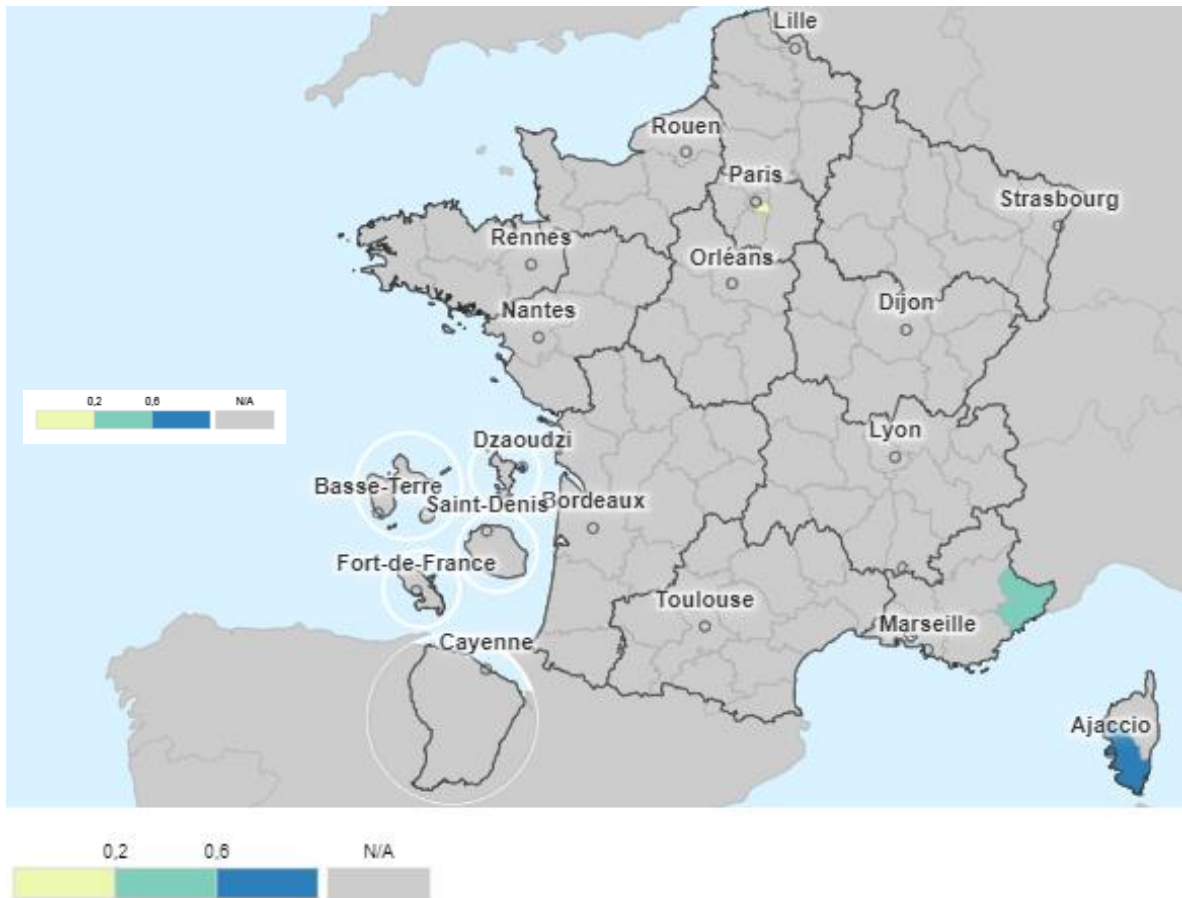 Lille
Rouen
Paris
Strasbourg
Rennes
Orléans
Dijon
Nantes
0,2 0,6 N/A
Lyon
Dzaoudzi
Basse-Terre
Saint-Denis
Bordeaux
Fort-de-France
Toulouse
Marseille
Cayenne
Ajaccio
0,2 0,6 N/A